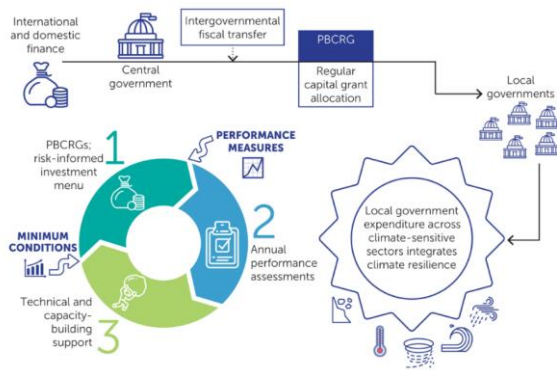 International
and domestic
finance
Central
government
Intergovernmental
fiscal transfer
PBCRG
Regular
capital grant
allocation
Local
governments
1
PBCRGs;
risk-informed
investment
menu
PERFORMANCE
MEASURES
2
Annual
performance
assessments
MINIMUM
CONDITIONS
3
Technical and
capacity-
building
support
Local government
expenditure across
climate-sensitive
sectors integrates
climate resilience